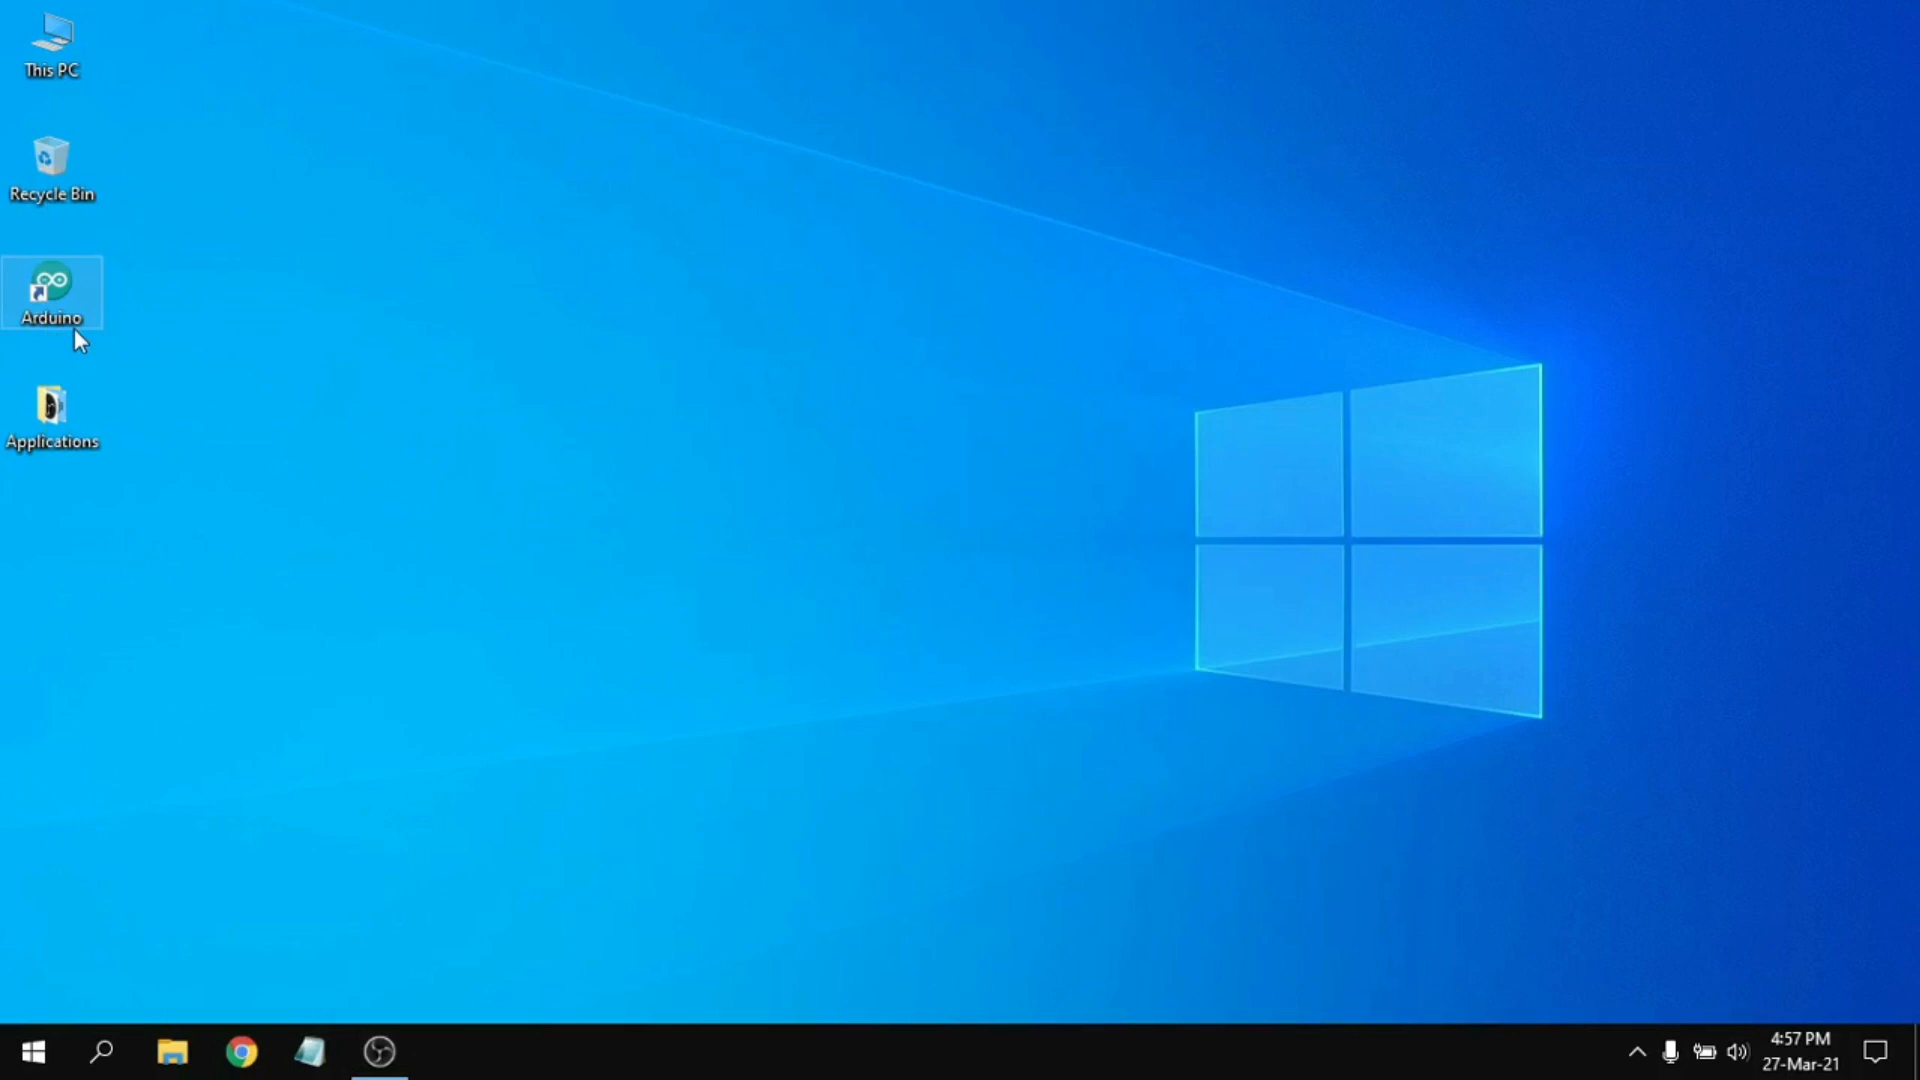 This PC
Recycle Bin
Arduino
Applications
4:57 PM
27-Mar-21